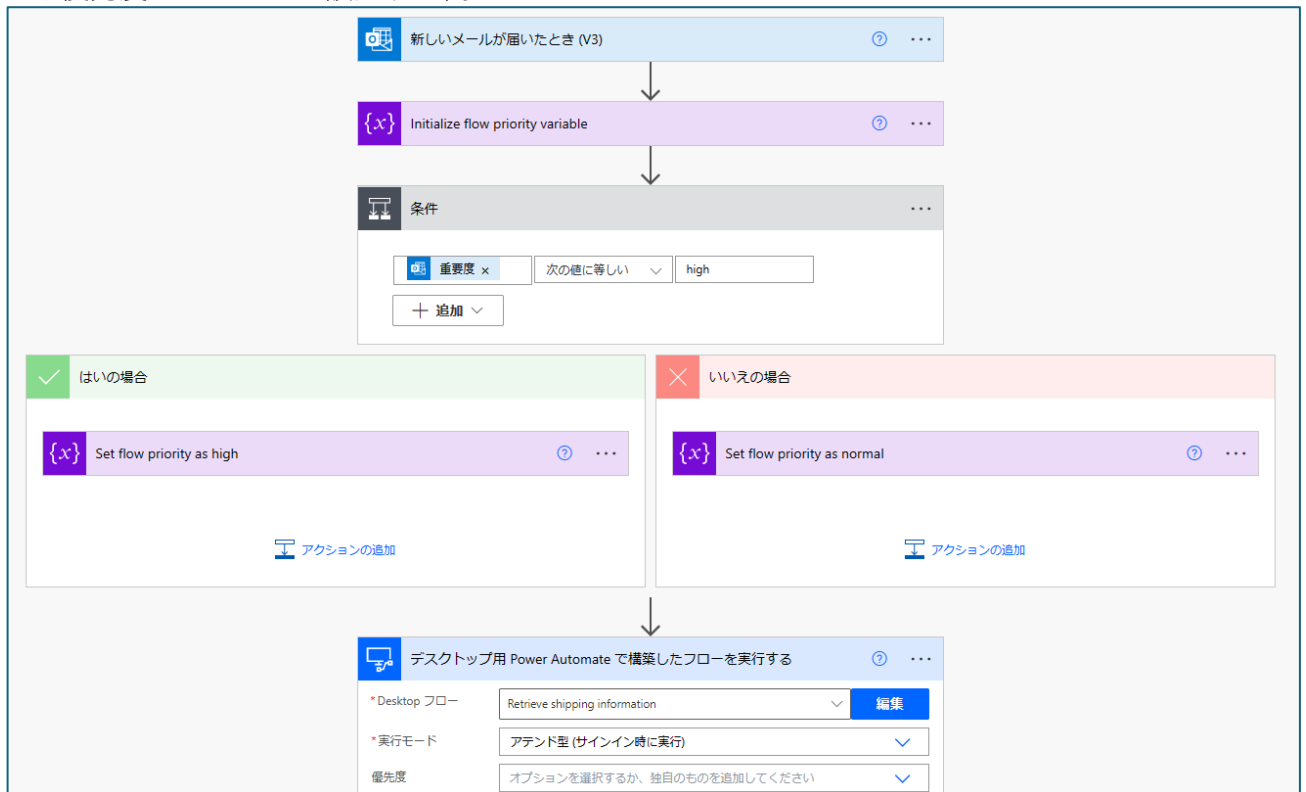 新しいメールが届いたとき (V3)
{x} Initialize flow priority variable
条件
重要度 × 次の値に等しい high
＋ 追加
はいの場合 いいえの場合
{x} Set flow priority as high {x} Set flow priority as normal
アクションの追加 アクションの追加
デスクトップ用 Power Automate で構築したフローを実行する
*Desktop フロー Retrieve shipping information 編集
*実行モード アテンド型 (サインイン時に実行)
優先度 オプションを選択するか、独自のものを追加してください